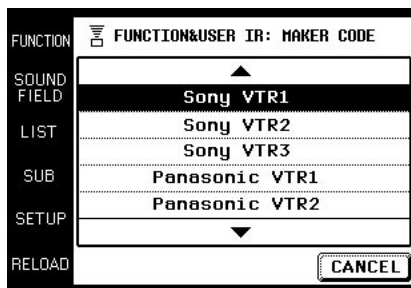 FUNCTION
SOUND
FIELD
LIST
SUB
SETUP
RELOAD
FUNCTION&USER IR: MAKER CODE
Sony VTR1
Sony VTR2
Sony VTR3
Panasonic VTR1
Panasonic VTR2
CANCEL